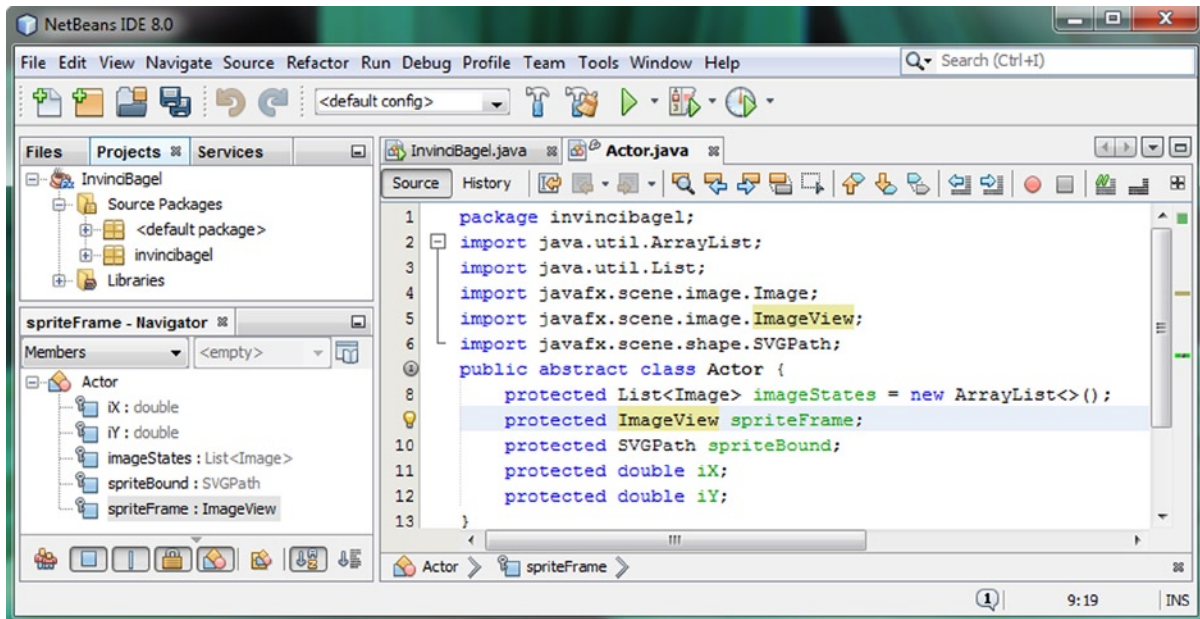 NetBeans IDE 8.0
File Edit View Navigate Source Refactor Run Debug Profile Team Tools Window Help
Search (Ctrl+I)
<default config>
Files Projects Services
InvinciBagel
Source Packages
<default package>
invincibagel
Libraries
spriteFrame - Navigator
Members <empty>
Actor
iX : double
iY : double
imageStates : List<Image>
spriteBound : SVGPath
spriteFrame : ImageView
InvinciBagel.java Actor.java
Source History
1 package invincibagel;
2 import java.util.ArrayList;
3 import java.util.List;
4 import javafx.scene.image.Image;
5 import javafx.scene.image.ImageView;
6 import javafx.scene.shape.SVGPath;
public abstract class Actor {
8 protected List<Image> imageStates = new ArrayList<>();
protected ImageView spriteFrame;
10 protected SVGPath spriteBound;
11 protected double iX;
12 protected double iY;
13 }
Actor spriteFrame
1 9:19 INS